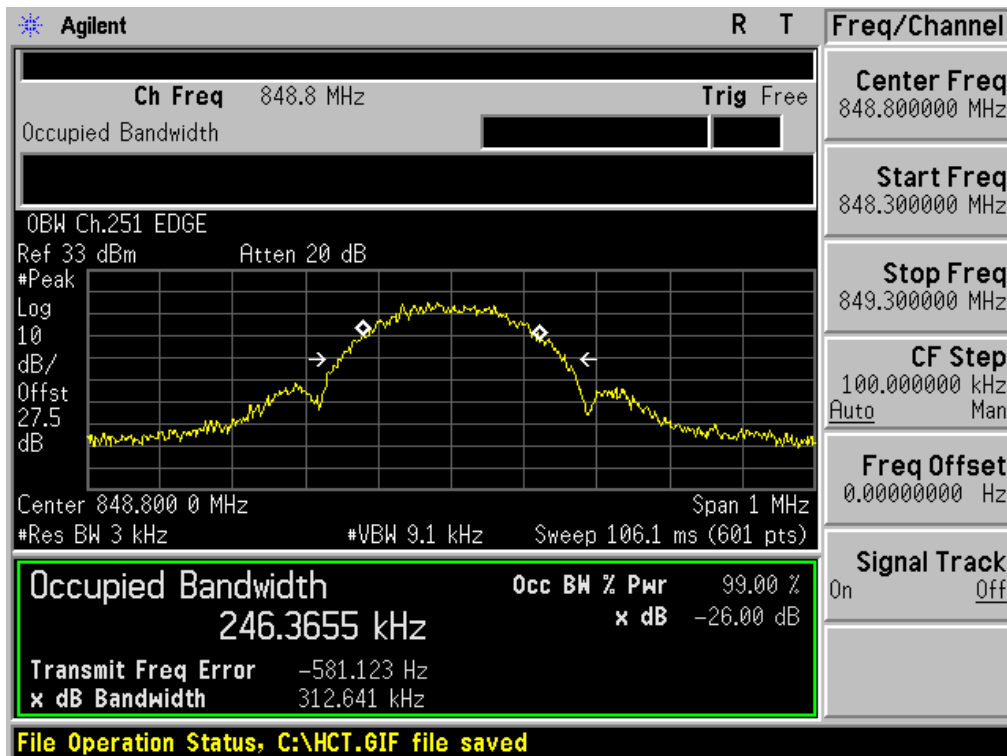 Agilent R T
Ch Freq 848.8 MHz Trig Free
Occupied Bandwidth
OBW Ch.251 EDGE
Ref 33 dBm Atten 20 dB
#Peak
Log
10
dB/
Offst
27.5
dB
Center 848.800 0 MHz Span 1 MHz
#Res BW 3 kHz #VBW 9.1 kHz Sweep 106.1 ms (601 pts)
Occupied Bandwidth
246.3655 kHz
Occ BW % Pwr 99.00 %
x dB -26.00 dB
Transmit Freq Error -581.123 Hz
x dB Bandwidth 312.641 kHz
File Operation Status, C:\HCT.GIF file saved
Freq/Channel
Center Freq
848.800000 MHz
Start Freq
848.300000 MHz
Stop Freq
849.300000 MHz
CF Step
100.000000 kHz
Auto Man
Freq Offset
0.00000000 Hz
Signal Track
On Off